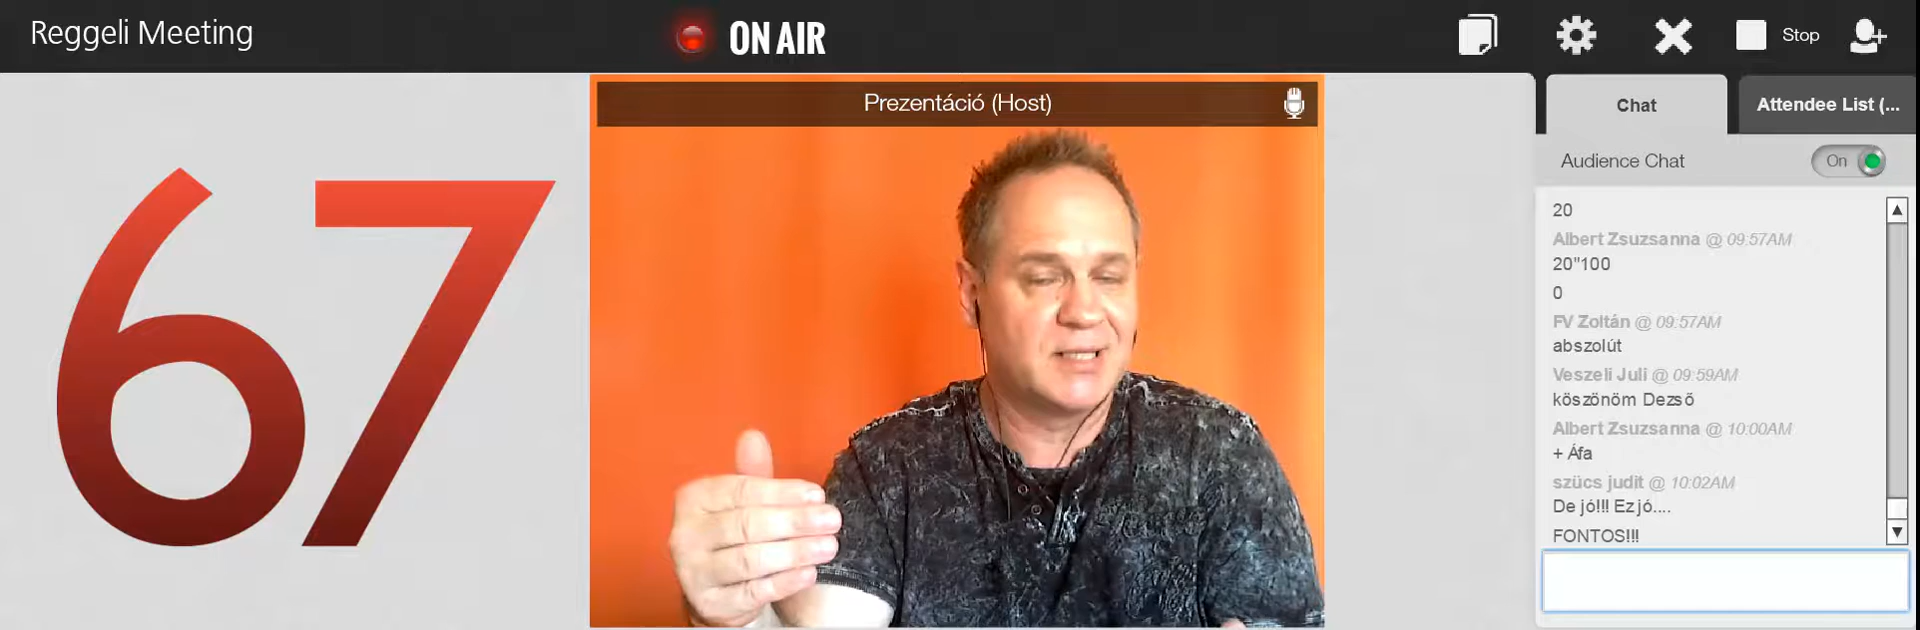 Reggeli Meeting
ON AIR
Stop
67
Prezentáció (Host)
Chat
Attendee List (...
Audience Chat
On
20
Albert Zsuzsanna @ 09:57AM
20"100
0
FV Zoltán @ 09:57AM
abszolút
Veszeli Juli @ 09:59AM
köszönöm Dezső
Albert Zsuzsanna @ 10:00AM
+ Áfa
szücs judit @ 10:02AM
De jó!!! Ez jó....
FONTOS!!!